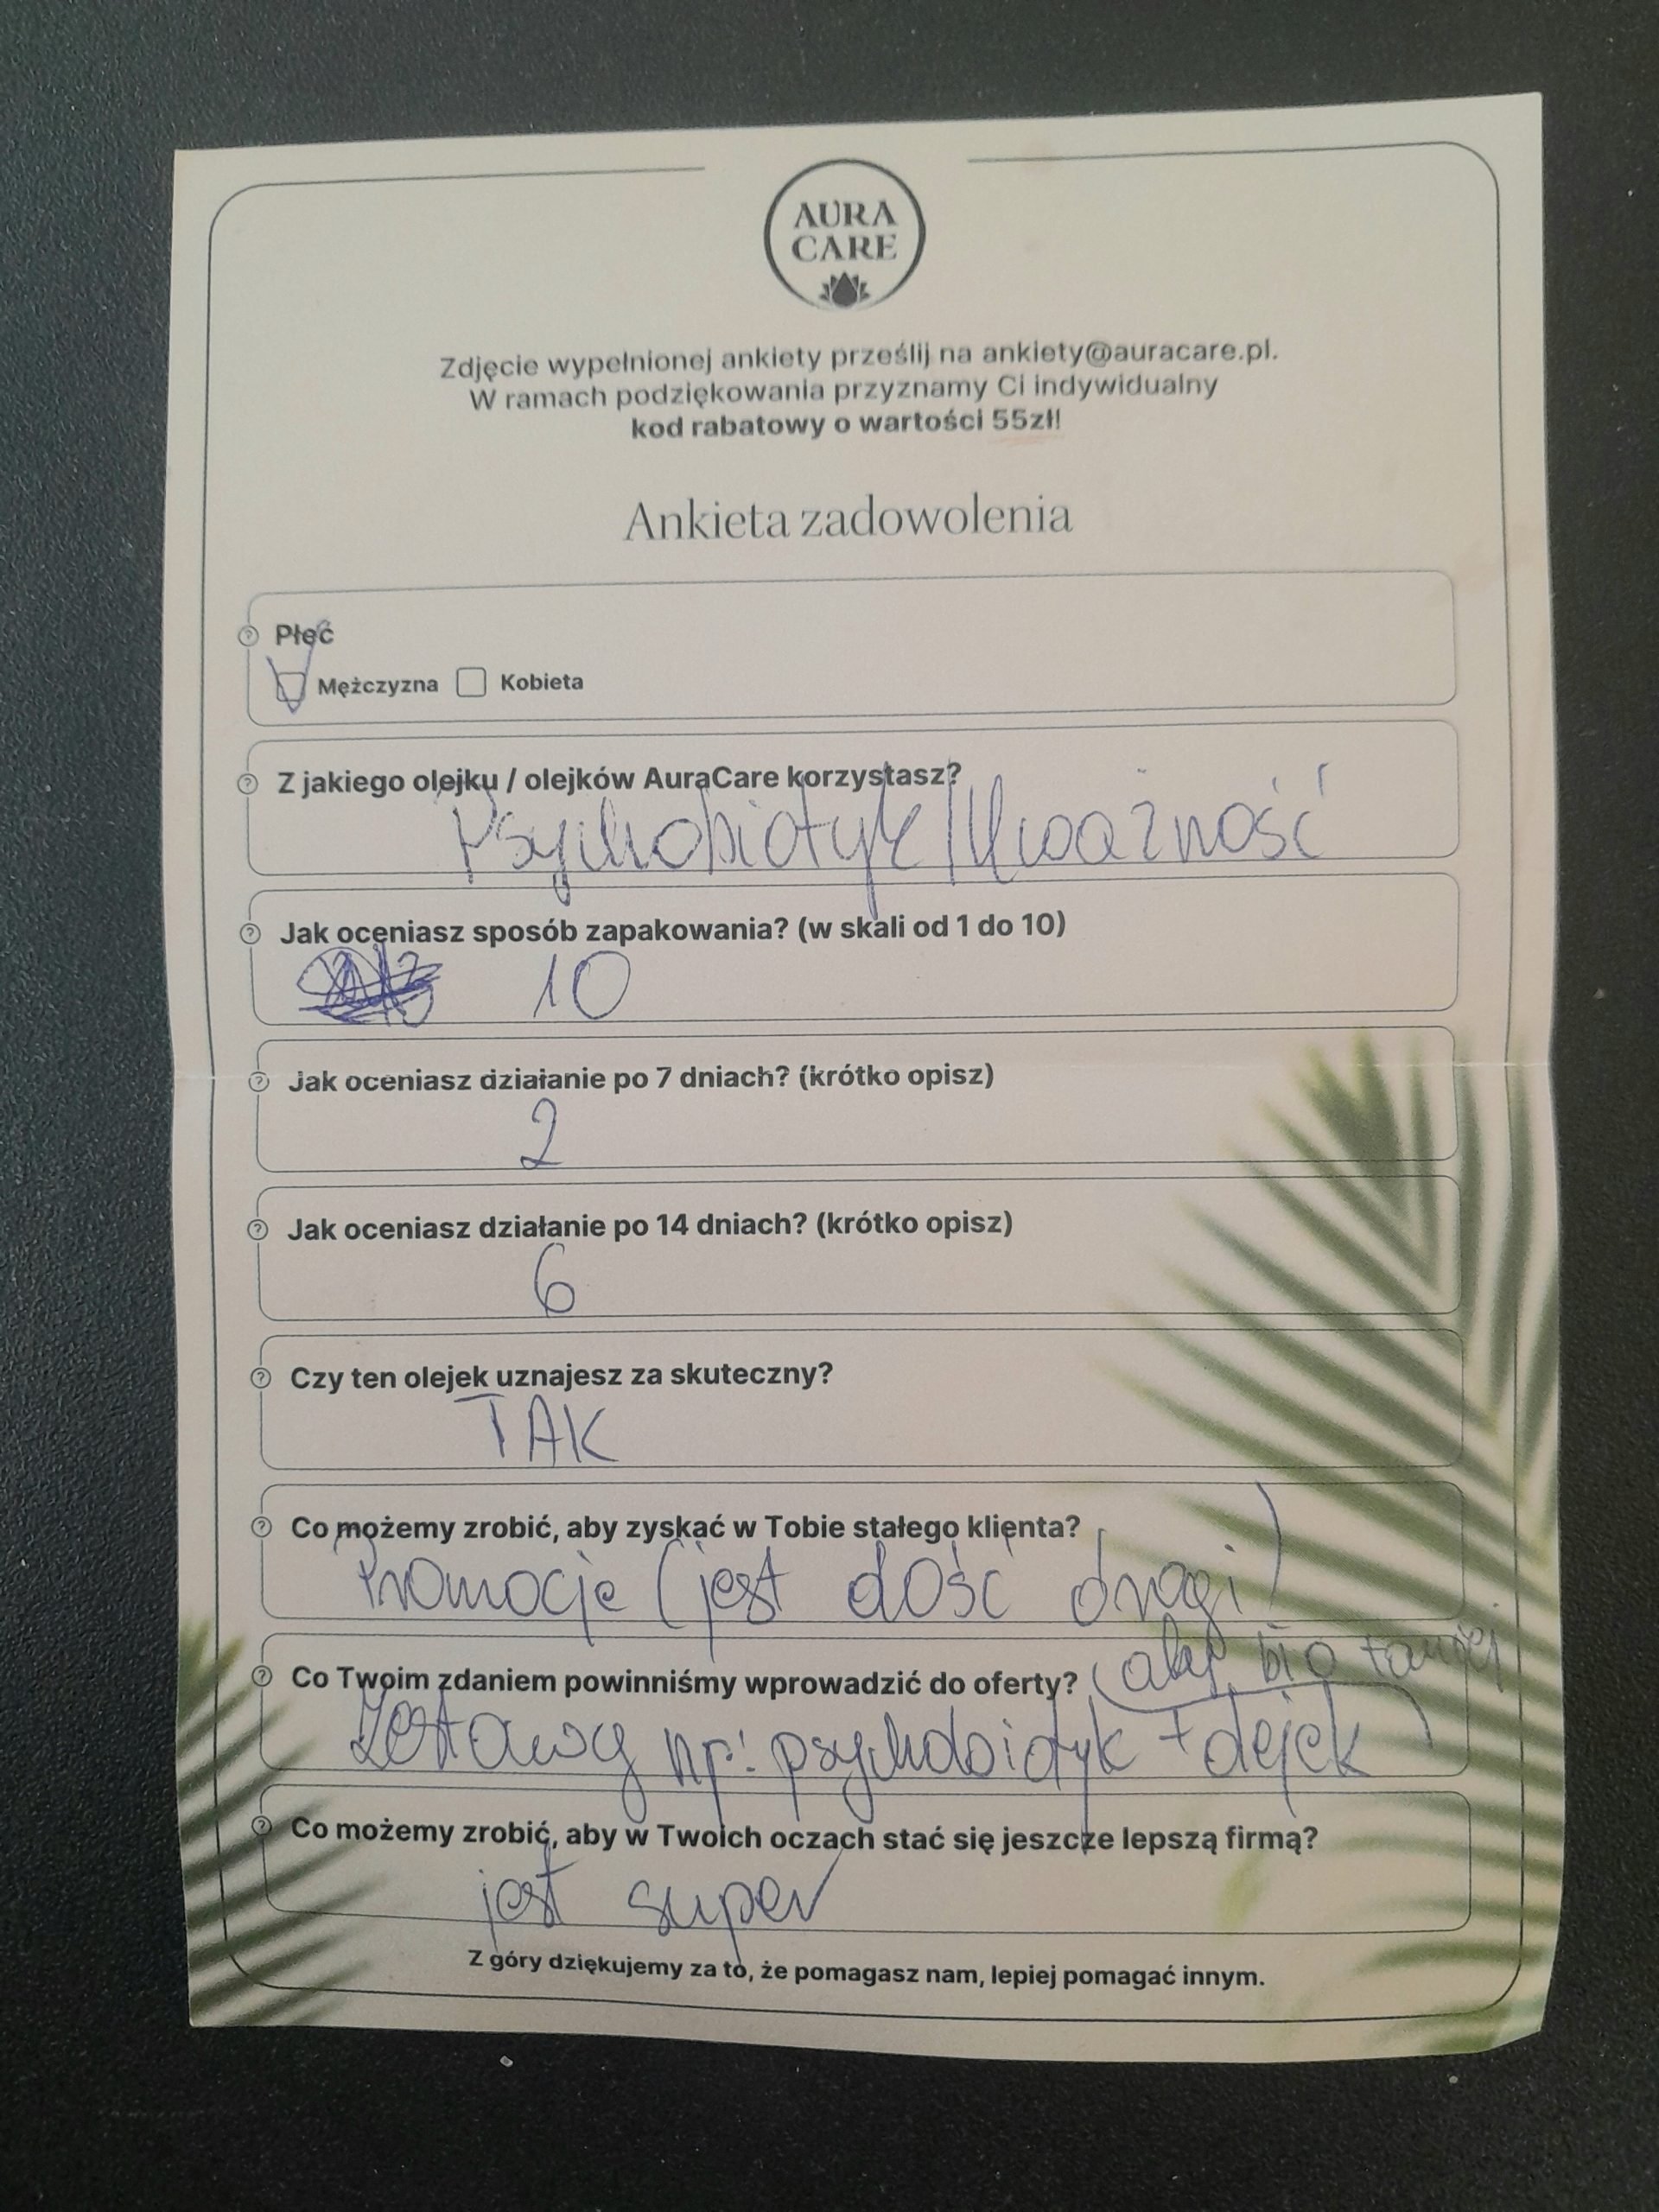 AURA
CARE
Zdjęcie wypełnionej ankiety prześlij na ankiety@auracare.pl.
W ramach podziękowania przyznamy Ci indywidualny
kod rabatowy o wartości 55zł!
Ankieta zadowolenia
Płeć
Mężczyzna Kobieta
Z jakiego olejku / olejków AuraCare korzystasz?
Psychobiotyk/Uważność
Jak oceniasz sposób zapakowania? (w skali od 1 do 10)
10
Jak oceniasz działanie po 7 dniach? (krótko opisz)
2
Jak oceniasz działanie po 14 dniach? (krótko opisz)
6
Czy ten olejek uznajesz za skuteczny?
TAK
Co możemy zrobić, aby zyskać w Tobie stałego klienta?
Promocje (jest dość drogi)
Co Twoim zdaniem powinniśmy wprowadzić do oferty?
(aby było taniej)
Zestawy np: psychobiotyk + olejek
Co możemy zrobić, aby w Twoich oczach stać się jeszcze lepszą firmą?
jest super
Z góry dziękujemy za to, że pomagasz nam, lepiej pomagać innym.